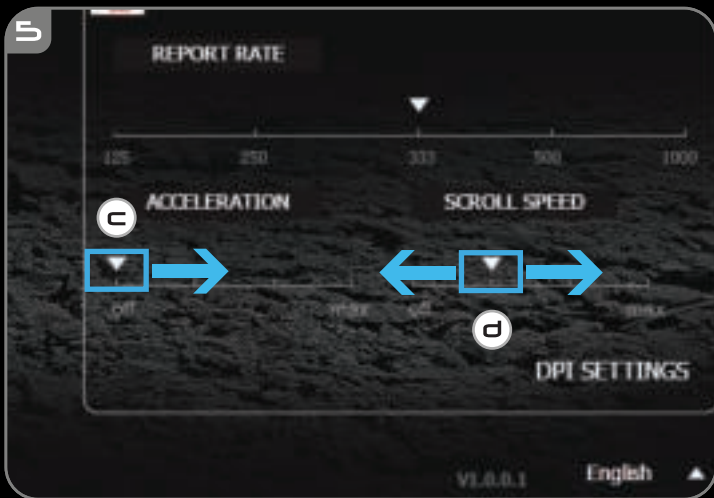 5
REPORT RATE
125 250 333 500 1000
ACCELERATION SCROLL SPEED
c
off max off max
d
DPI SETTINGS
V1.0.0.1 English